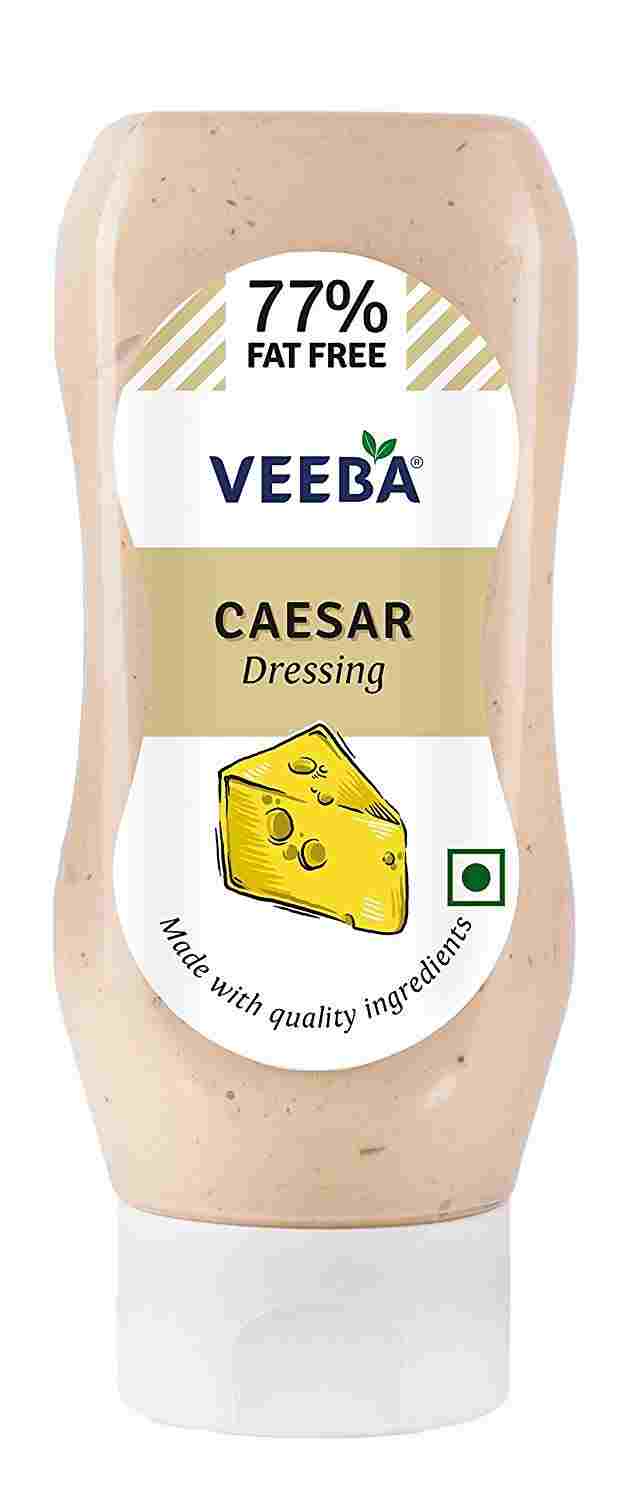 77%
FAT FREE
VEEBA®
CAESAR
Dressing
Made with quality ingredients